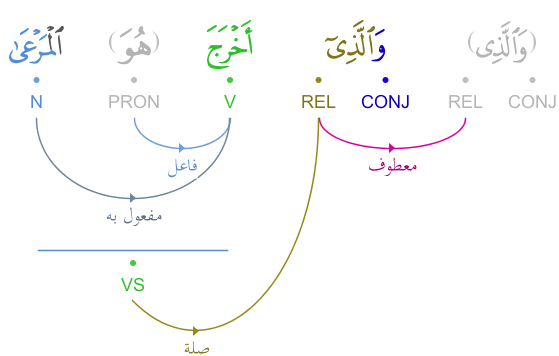 (وَٱلَّذِى) وَٱلَّذِىٓ أَخْرَجَ (هُوَ) ٱلْمَرْعَىٰ
N PRON V REL CONJ REL CONJ
فاعل
معطوف
مفعول به
VS
صلة